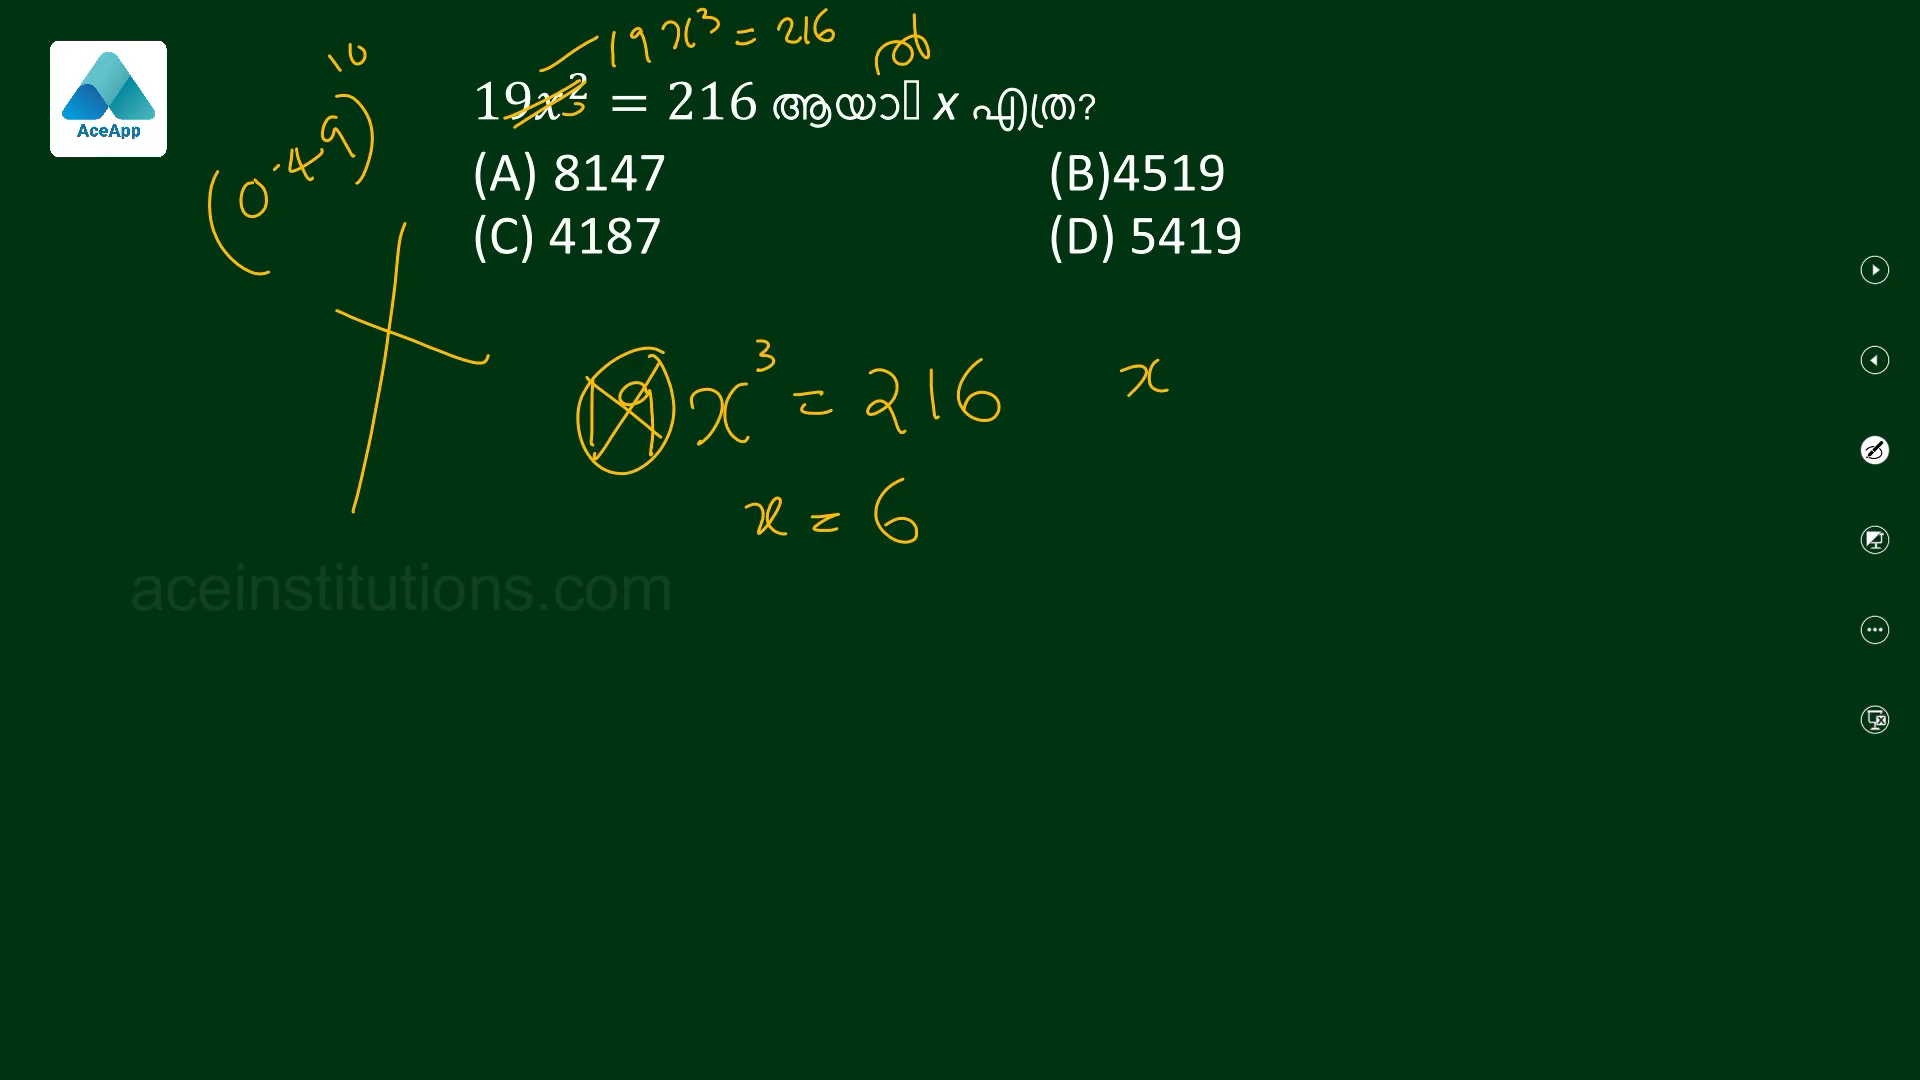 19x³ = 216
ൽ
10
19x² = 216 ആയാ x എത്ര?
AceApp
(0.49)
(A) 8147 (B)4519
(C) 4187 (D) 5419
19x³ = 216 x
x = 6
aceinstitutions.com